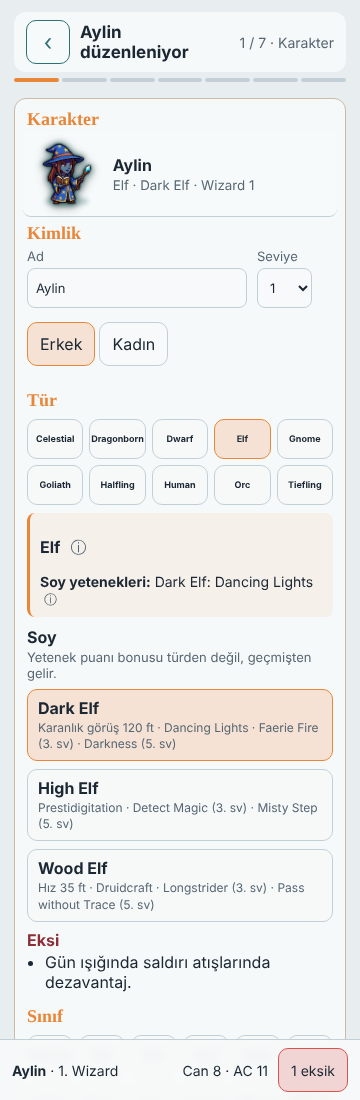 Aylin
düzenleniyor
1 / 7 · Karakter
Karakter
Aylin
Elf · Dark Elf · Wizard 1
Kimlik
Ad
Seviye
Aylin
1
Erkek
Kadın
Tür
Celestial
Dragonborn
Dwarf
Elf
Gnome
Goliath
Halfling
Human
Orc
Tiefling
Elf ⓘ
Soy yetenekleri: Dark Elf: Dancing Lights
ⓘ
Soy
Yetenek puanı bonusu türden değil, geçmişten
gelir.
Dark Elf
Karanlık görüş 120 ft · Dancing Lights · Faerie Fire
(3. sv) · Darkness (5. sv)
High Elf
Prestidigitation · Detect Magic (3. sv) · Misty Step
(5. sv)
Wood Elf
Hız 35 ft · Druidcraft · Longstrider (3. sv) · Pass
without Trace (5. sv)
Eksi
• Gün ışığında saldırı atışlarında
dezavantaj.
Sınıf
Aylin · 1. Wizard
Can 8 · AC 11
1 eksik